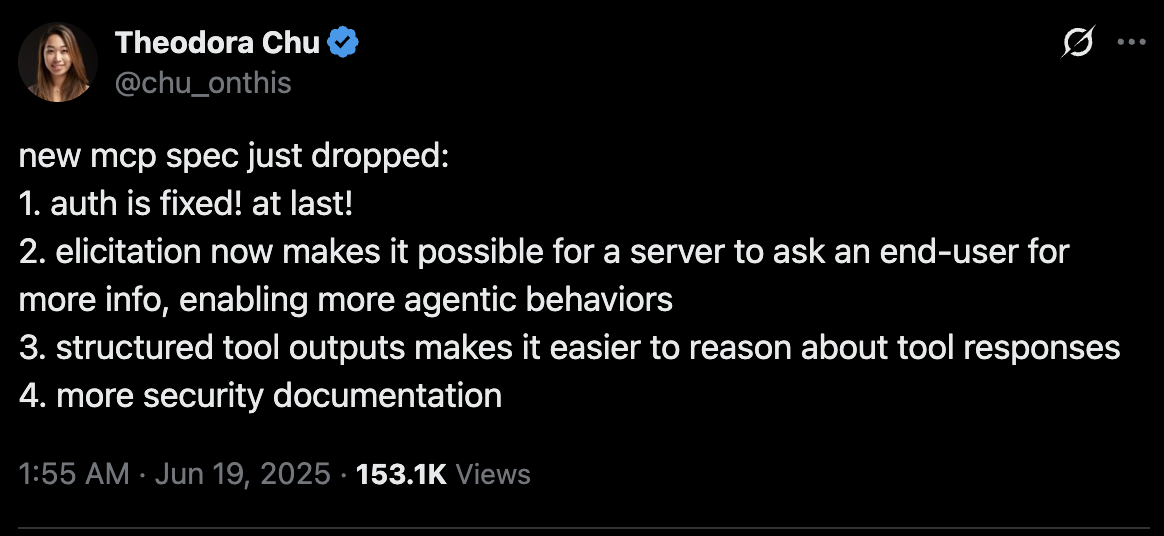 Theodora Chu
@chu_onthis
new mcp spec just dropped:
1. auth is fixed! at last!
2. elicitation now makes it possible for a server to ask an end-user for
more info, enabling more agentic behaviors
3. structured tool outputs makes it easier to reason about tool responses
4. more security documentation
1:55 AM · Jun 19, 2025 · 153.1K Views